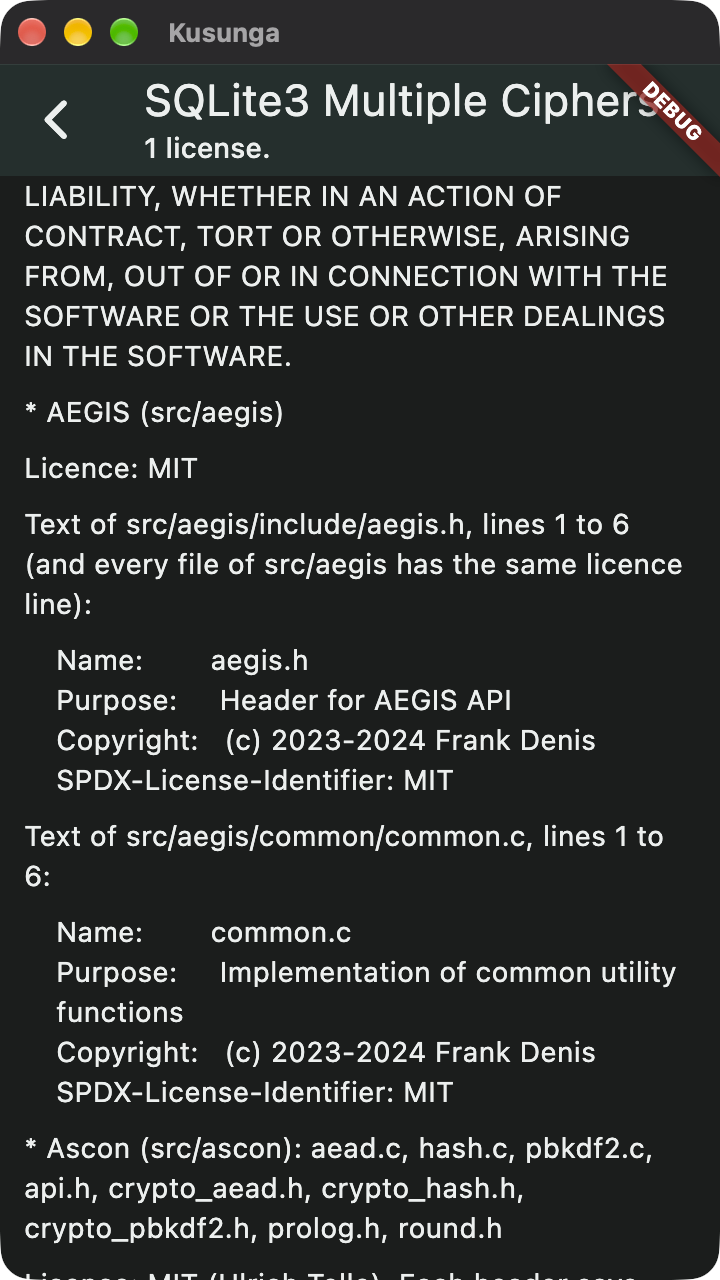 Kusunga
SQLite3 Multiple Ciphers
DEBUG
1 license.
LIABILITY, WHETHER IN AN ACTION OF
CONTRACT, TORT OR OTHERWISE, ARISING
FROM, OUT OF OR IN CONNECTION WITH THE
SOFTWARE OR THE USE OR OTHER DEALINGS
IN THE SOFTWARE.
* AEGIS (src/aegis)
Licence: MIT
Text of src/aegis/include/aegis.h, lines 1 to 6
(and every file of src/aegis has the same licence
line):
Name: aegis.h
Purpose: Header for AEGIS API
Copyright: (c) 2023-2024 Frank Denis
SPDX-License-Identifier: MIT
Text of src/aegis/common/common.c, lines 1 to
6:
Name: common.c
Purpose: Implementation of common utility
functions
Copyright: (c) 2023-2024 Frank Denis
SPDX-License-Identifier: MIT
* Ascon (src/ascon): aead.c, hash.c, pbkdf2.c,
api.h, crypto_aead.h, crypto_hash.h,
crypto_pbkdf2.h, prolog.h, round.h